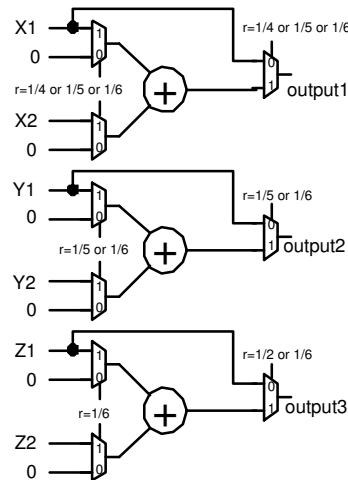 X1
1
r=1/4 or 1/5 or 1/6
0
0
0
r=1/4 or 1/5 or 1/6
+
1
output1
X2
1
0
0
Y1
1
r=1/5 or 1/6
0
0
0
r=1/5 or 1/6
+
1
output2
Y2
1
0
0
Z1
1
r=1/2 or 1/6
0
0
0
r=1/6
+
1
output3
Z2
1
0
0